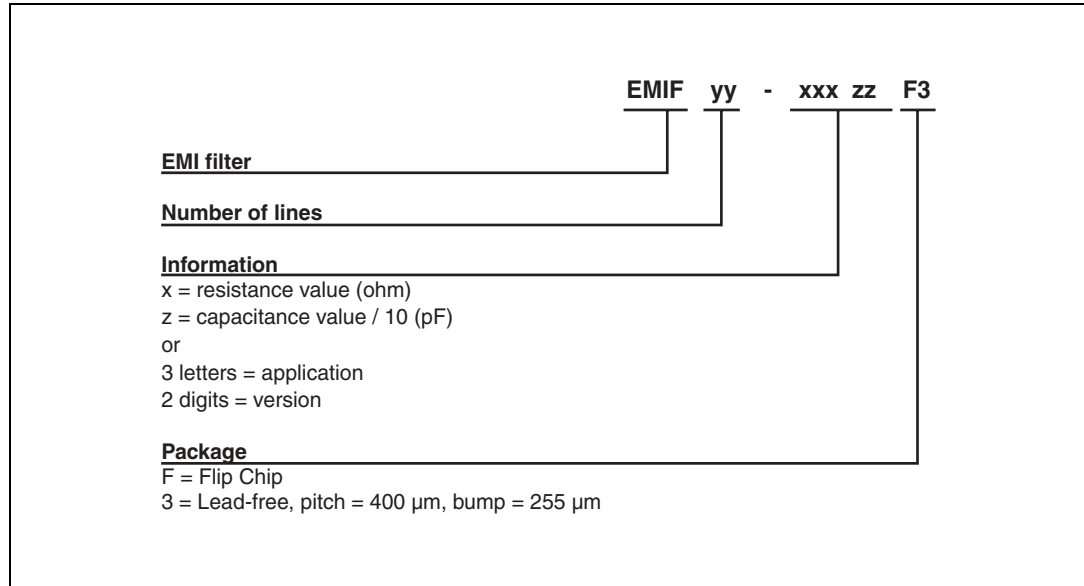 EMIF yy - xxx zz F3
EMI filter
Number of lines
Information
x = resistance value (ohm)
z = capacitance value / 10 (pF)
or
3 letters = application
2 digits = version
Package
F = Flip Chip
3 = Lead-free, pitch = 400 µm, bump = 255 µm